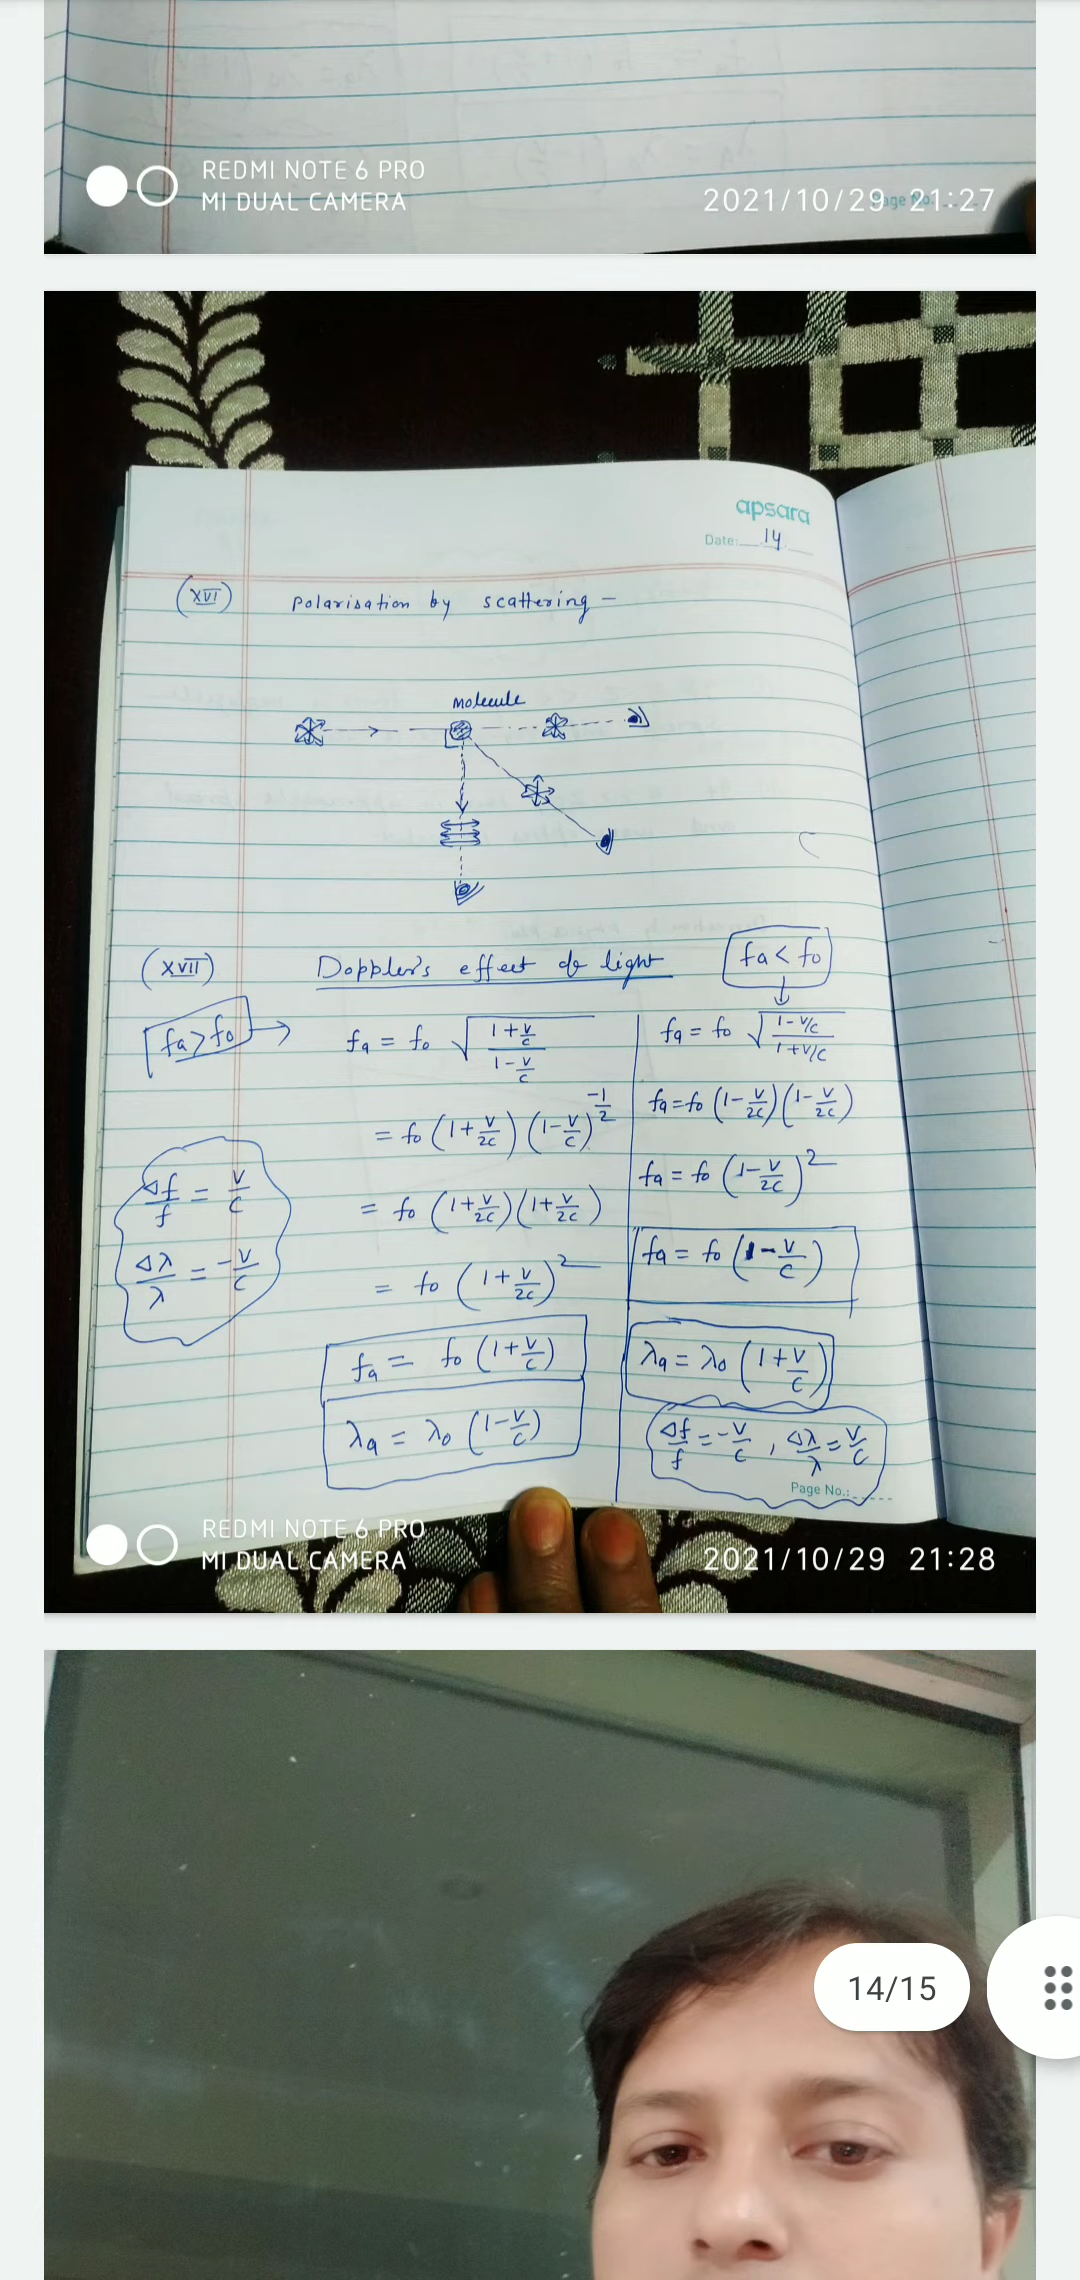 REDMI NOTE 6 PRO
MI DUAL CAMERA
2021/10/29 21:27
apsara
Date: 14
(XVI) Polarisation by scattering –
molecule
(XVII) Doppler's effect of light
fa < fo
fa > fo → fa = fo √((1+v/c)/(1-v/c))
= fo (1+v/2c) (1-v/c)^-1/2
= fo (1+v/2c)(1+v/2c)
= fo (1+v/2c)^2
fa = fo (1+v/c)
λa = λo (1-v/c)
Δf/f = v/c
Δλ/λ = -v/c
fa = fo √((1-v/c)/(1+v/c))
fa = fo (1-v/2c)(1-v/2c)
fa = fo (1-v/2c)^2
fa = fo (1-v/c)
λa = λo (1+v/c)
Δf/f = -v/c , Δλ/λ = v/c
Page No.:
REDMI NOTE 6 PRO
MI DUAL CAMERA
2021/10/29 21:28
14/15